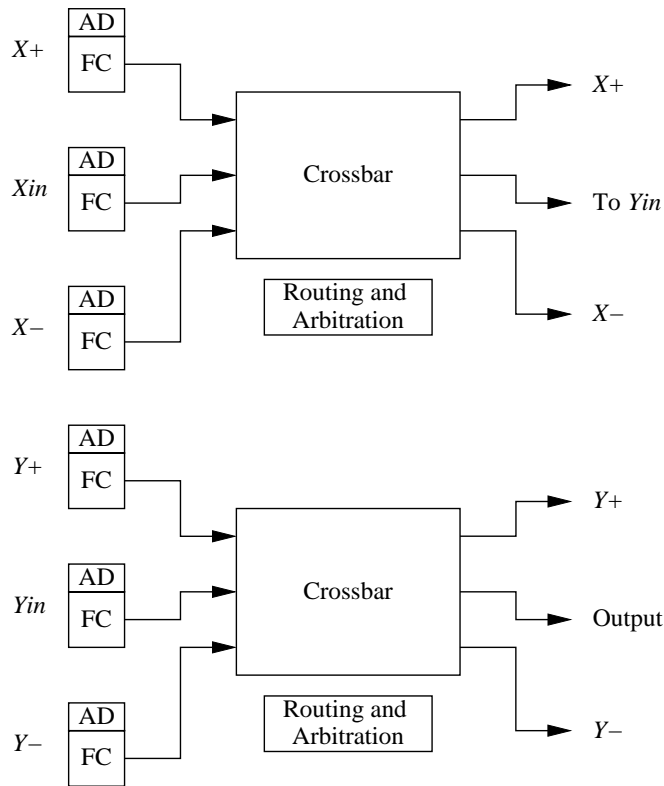 AD
X+
FC
X+
AD
Xin
FC
Crossbar
To Yin
AD
X−
FC
Routing and
Arbitration
X−
AD
Y+
FC
Y+
AD
Yin
FC
Crossbar
Output
AD
Y−
FC
Routing and
Arbitration
Y−